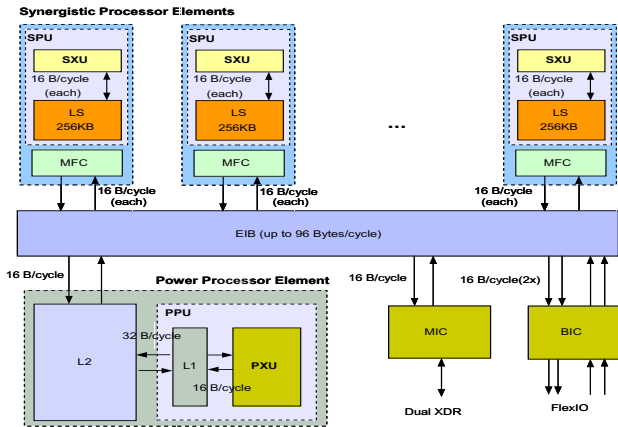 Synergistic Processor Elements
SPU
SPU
SPU
SXU
SXU
SXU
16 B/cycle
(each)
16 B/cycle
(each)
16 B/cycle
(each)
LS
256KB
LS
256KB
LS
256KB
...
MFC
MFC
MFC
16 B/cycle
(each)
16 B/cycle
(each)
16 B/cycle
(each)
EIB (up to 96 Bytes/cycle)
16 B/cycle
16 B/cycle
16 B/cycle(2x)
Power Processor Element
PPU
L2
32 B/cycle
L1
16 B/cycle
PXU
MIC
BIC
Dual XDR
FlexIO